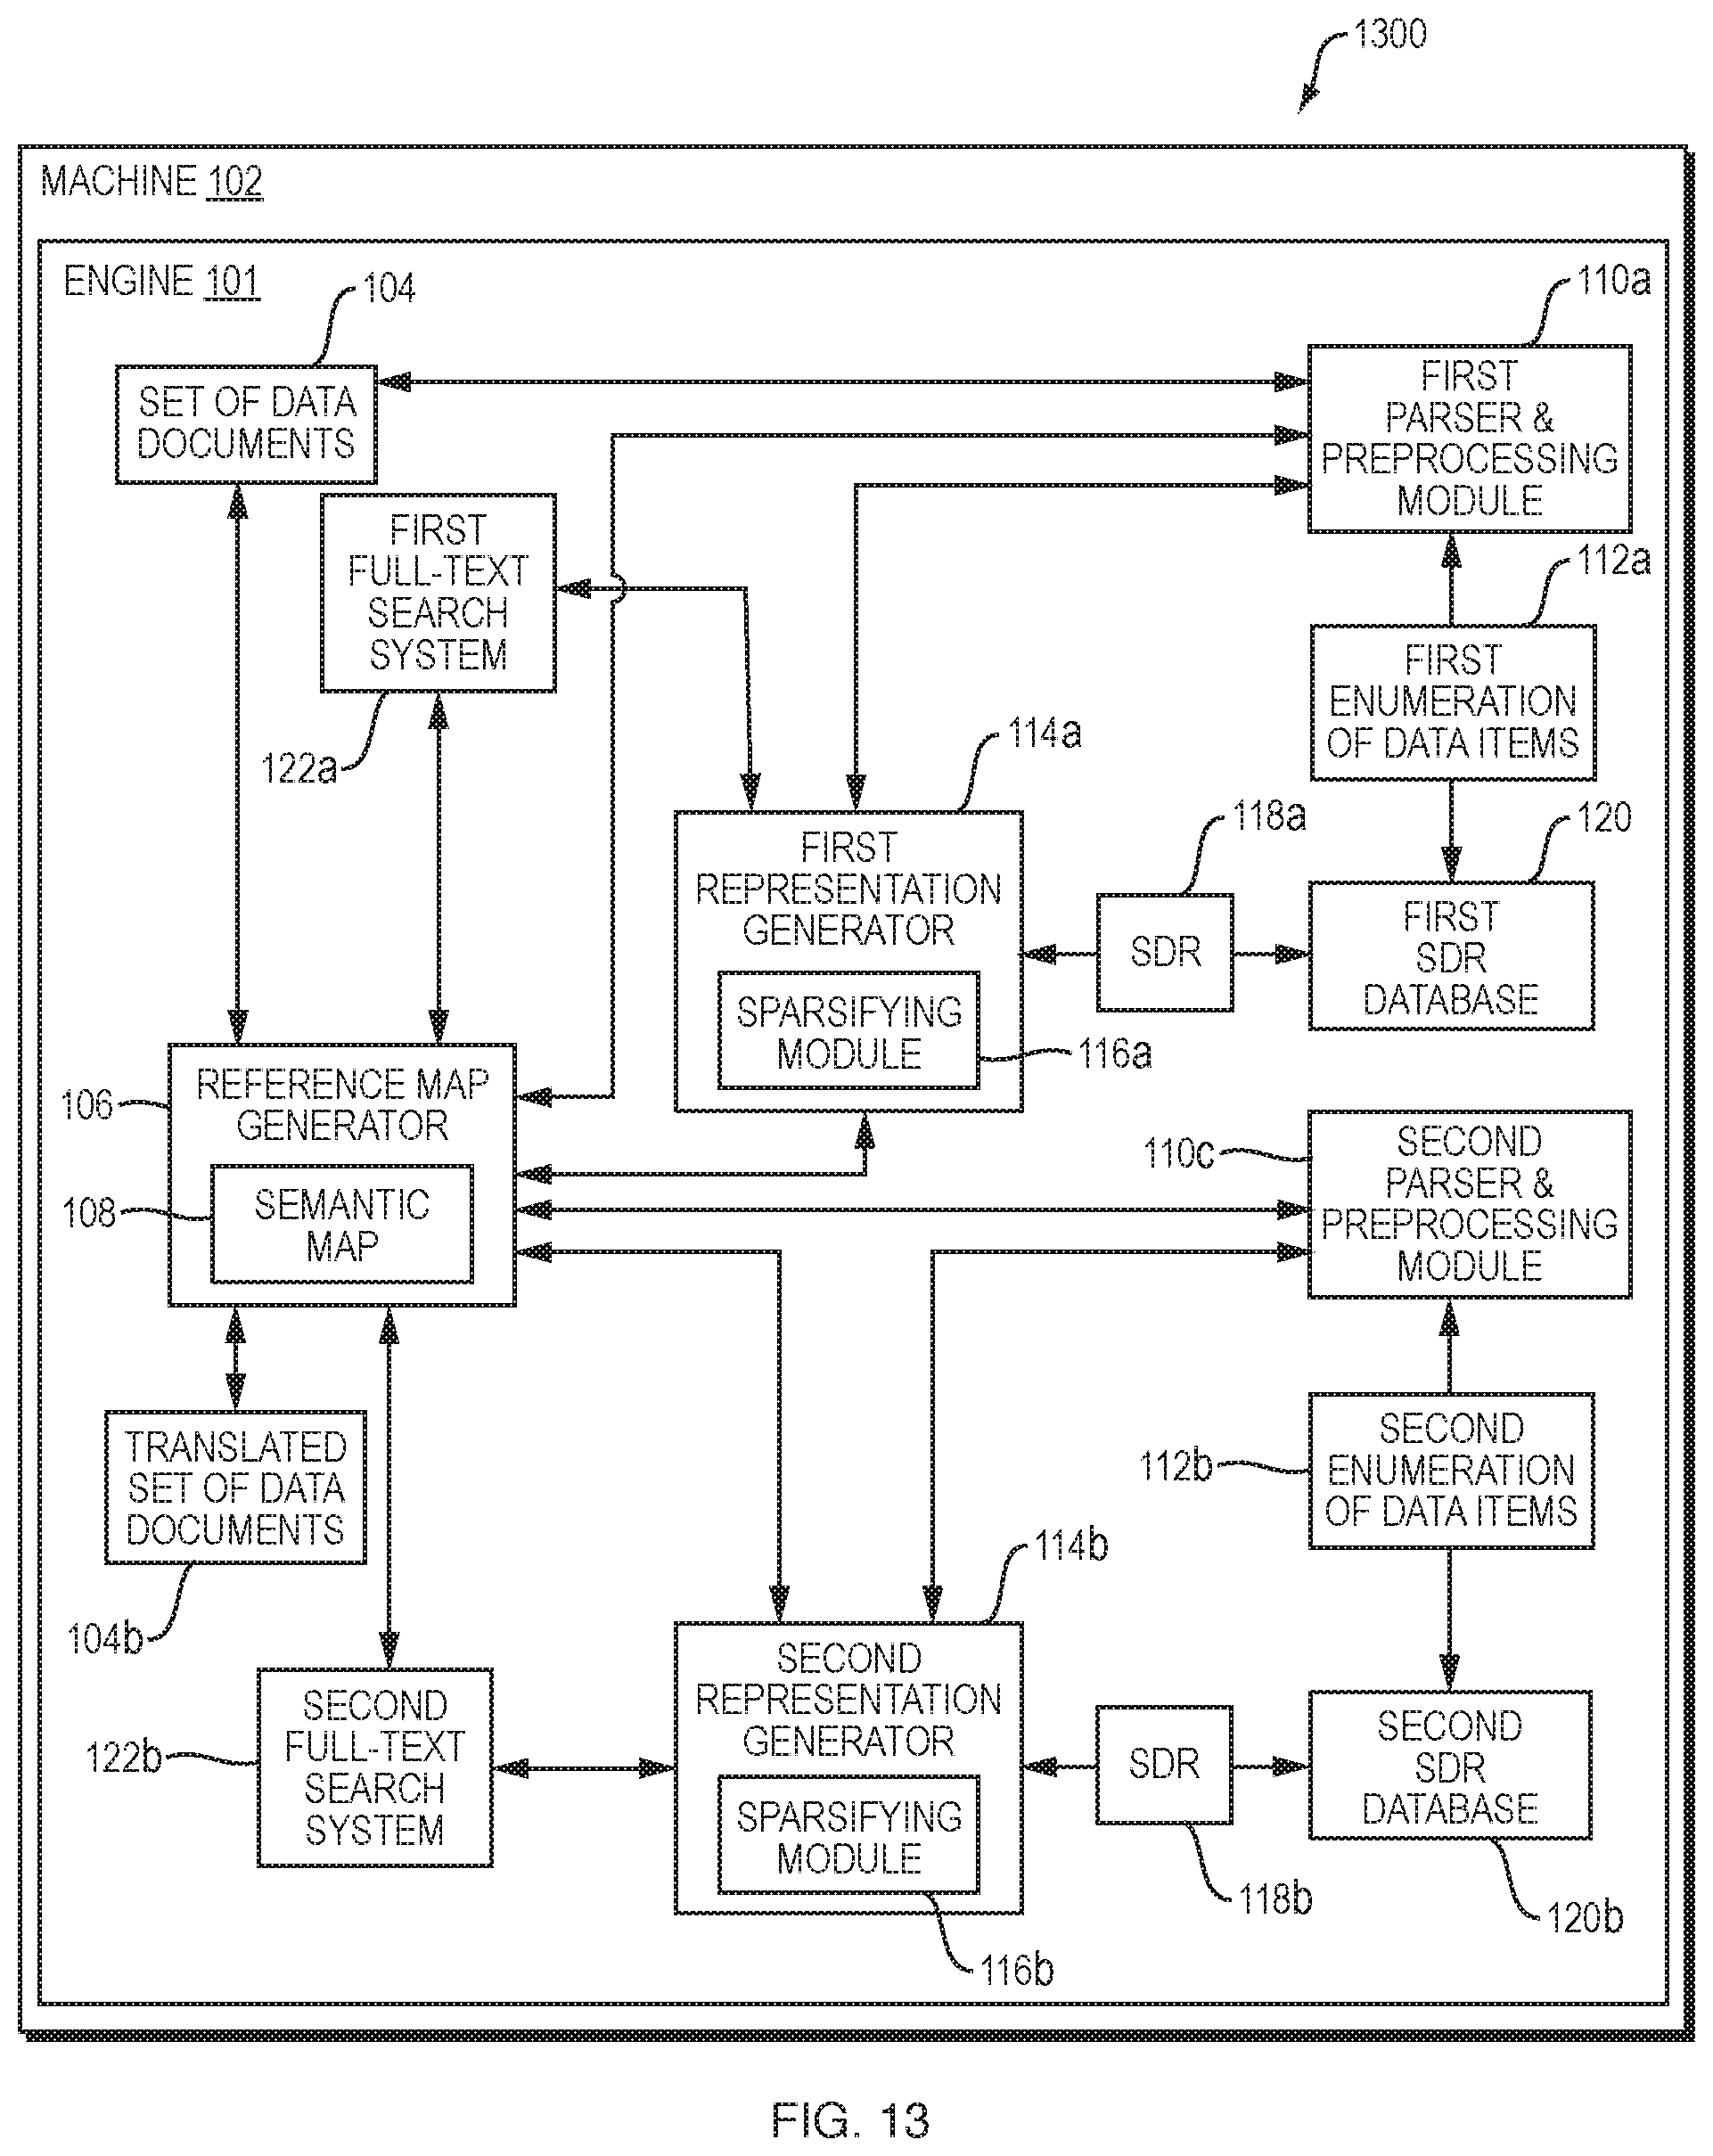 1300
MACHINE 102
ENGINE 101
104
110a
SET OF DATA
DOCUMENTS
FIRST
PARSER &
PREPROCESSING
MODULE
FIRST
FULL-TEXT
SEARCH
SYSTEM
122a
112a
FIRST
ENUMERATION
OF DATA ITEMS
114a
118a
120
FIRST
REPRESENTATION
GENERATOR
SPARSIFYING
MODULE
116a
SDR
FIRST
SDR
DATABASE
106
REFERENCE MAP
GENERATOR
108
SEMANTIC
MAP
110c
SECOND
PARSER &
PREPROCESSING
MODULE
TRANSLATED
SET OF DATA
DOCUMENTS
104b
112b
SECOND
ENUMERATION
OF DATA ITEMS
114b
122b
SECOND
FULL-TEXT
SEARCH
SYSTEM
SECOND
REPRESENTATION
GENERATOR
SPARSIFYING
MODULE
116b
SDR
118b
SECOND
SDR
DATABASE
120b
FIG. 13